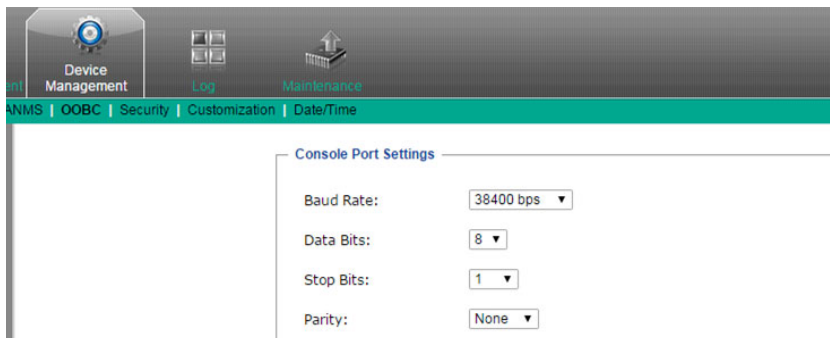 Device
Management
Log
Maintenance
ANMS | OOBC | Security | Customization | Date/Time
Console Port Settings
Baud Rate: 38400 bps
Data Bits: 8
Stop Bits: 1
Parity: None